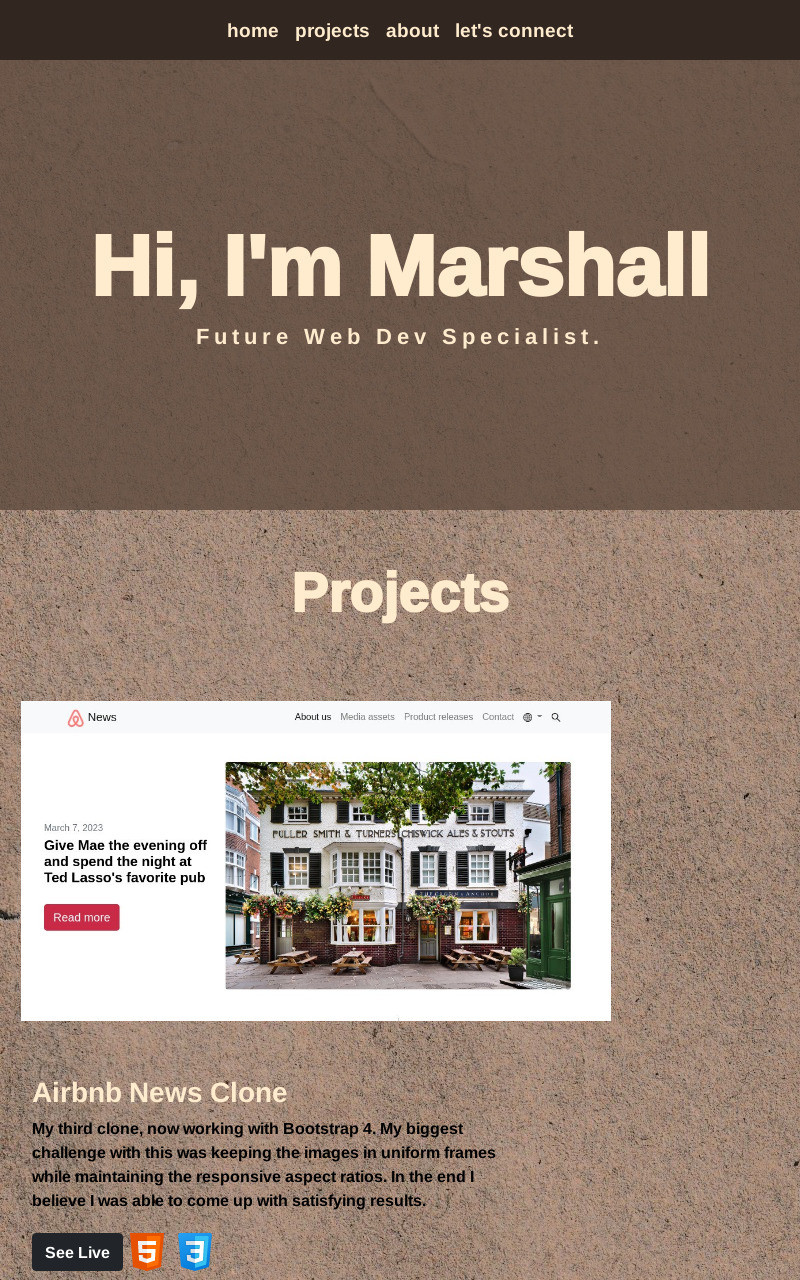 home projects about let's connect
Hi, I'm Marshall
Future Web Dev Specialist.
Projects
News About us Media assets Product releases Contact
March 7, 2023
Give Mae the evening off
and spend the night at
Ted Lasso's favorite pub
Read more
FULLER SMITH & TURNER'S CHISWICK ALES & STOUTS
Airbnb News Clone
My third clone, now working with Bootstrap 4. My biggest
challenge with this was keeping the images in uniform frames
while maintaining the responsive aspect ratios. In the end I
believe I was able to come up with satisfying results.
See Live 5 3